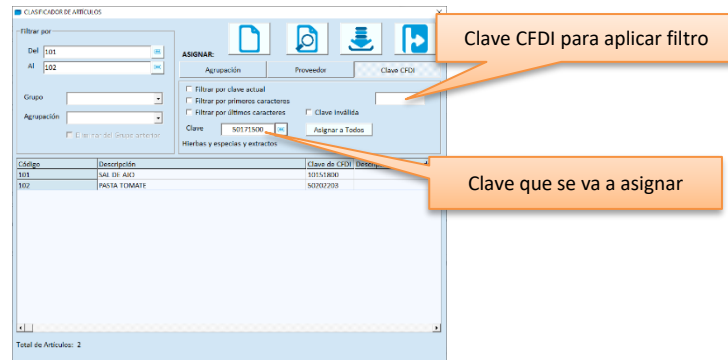 CLASIFICADOR DE ARTÍCULOS
Filtrar por
Del 101
Al 102
Grupo
Agrupación
ASIGNAR:
Agrupación Proveedor Clave CFDI
Filtrar por clave actual
Filtrar por primeros caracteres
Filtrar por últimos caracteres Clave inválida
Clave 50171500 Asignar a Todos
Hierbas y especias y extractos
Clave CFDI para aplicar filtro
Clave que se va a asignar
Código Descripción Clave de CFDI
101 SAL DE AJO 10151800
102 PASTA TOMATE 50202203
Total de Artículos: 2